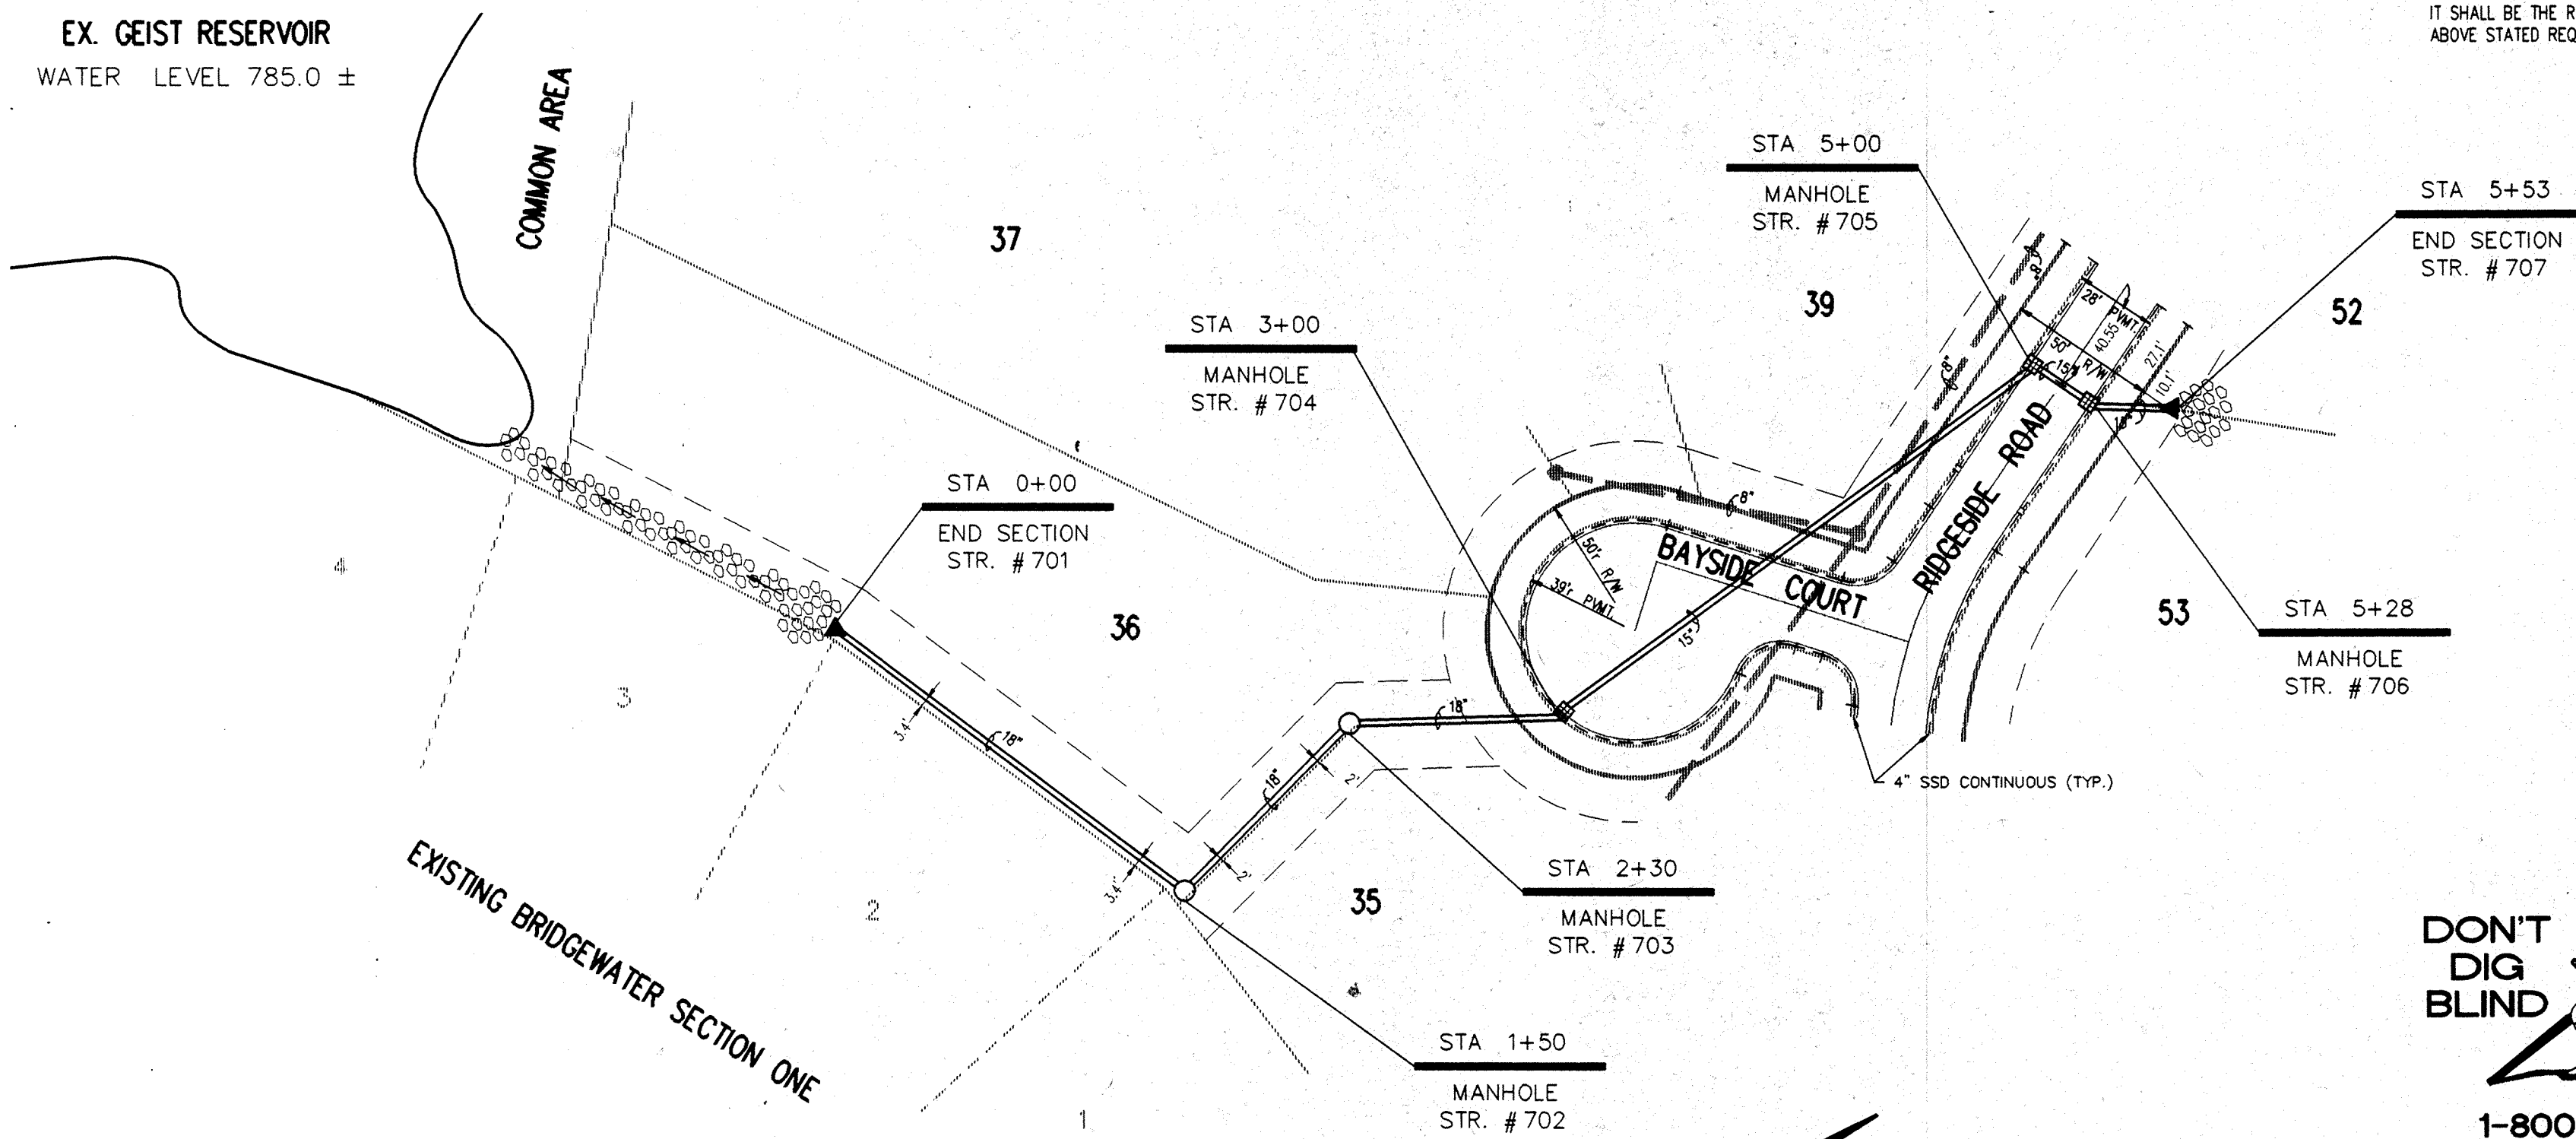 EX. GEIST RESERVOIR
WATER LEVEL 785.0 ±
COMMON AREA
IT SHALL BE THE R
ABOVE STATED REQ
37
STA 5+00
MANHOLE
STR. #705
STA 5+53
END SECTION
STR. #707
39
52
STA 3+00
MANHOLE
STR. #704
8"
28'
PVMT.
50'
R/W
40.55
27.1'
10.1'
15"
8"
STA 0+00
END SECTION
STR. #701
8"
50'r R/W
39'r PVMT.
BAYSIDE COURT
RIDGESIDE ROAD
15"
4
3
36
53
STA 5+28
MANHOLE
STR. #706
3.4'
18"
18"
18"
2'
4" SSD CONTINUOUS (TYP.)
3.4'
2'
2
35
STA 2+30
MANHOLE
STR. #703
EXISTING BRIDGEWATER SECTION ONE
STA 1+50
MANHOLE
STR. #702
1
DON'T
DIG
BLIND
1-800